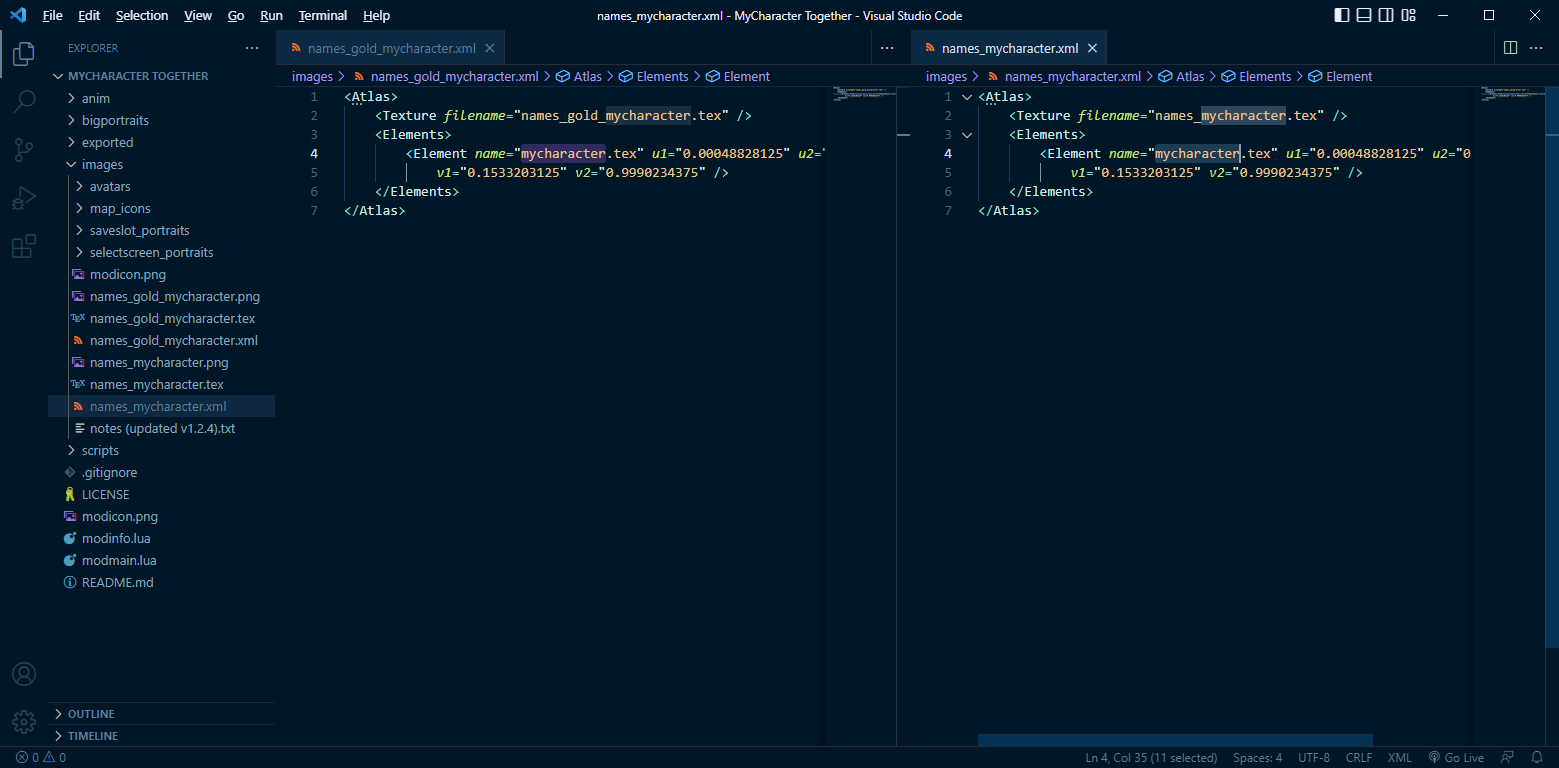 File Edit Selection View Go Run Terminal Help
names_mycharacter.xml - MyCharacter Together - Visual Studio Code
EXPLORER
MYCHARACTER TOGETHER
anim
bigportraits
exported
images
avatars
map_icons
saveslot_portraits
selectscreen_portraits
modicon.png
names_gold_mycharacter.png
names_gold_mycharacter.tex
names_gold_mycharacter.xml
names_mycharacter.png
names_mycharacter.tex
names_mycharacter.xml
notes (updated v1.2.4).txt
scripts
.gitignore
LICENSE
modicon.png
modinfo.lua
modmain.lua
README.md
OUTLINE
TIMELINE
names_gold_mycharacter.xml
images > names_gold_mycharacter.xml > Atlas > Elements > Element
1 <Atlas>
2 <Texture filename="names_gold_mycharacter.tex" />
3 <Elements>
4 <Element name="mycharacter.tex" u1="0.00048828125" u2="
5 v1="0.1533203125" v2="0.9990234375" />
6 </Elements>
7 </Atlas>
names_mycharacter.xml
images > names_mycharacter.xml > Atlas > Elements > Element
1 <Atlas>
2 <Texture filename="names_mycharacter.tex" />
3 <Elements>
4 <Element name="mycharacter.tex" u1="0.00048828125" u2="0
5 v1="0.1533203125" v2="0.9990234375" />
6 </Elements>
7 </Atlas>
0 0
Ln 4, Col 35 (11 selected) Spaces: 4 UTF-8 CRLF XML Go Live